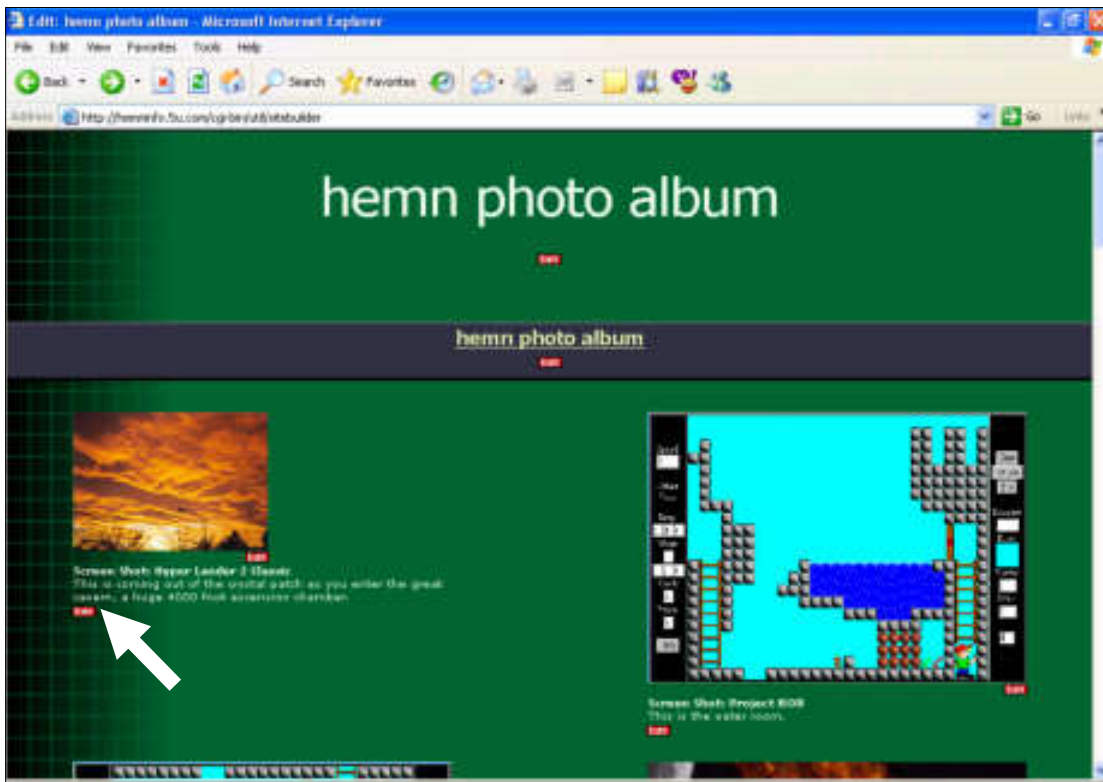 Edit: hemn photo album - Microsoft Internet Explorer
File Edit View Favorites Tools Help
Back Search Favorites
Address Go Links
hemn photo album
Edit
hemn photo album
Edit
Edit
Screen Shot: Hyper Lander 2 Classic
This is coming out of the crystal patch as you enter the great
cavern, a huge 4000 foot ascension chamber.
Edit
Edit
Screen Shot: Project ROB
This is the water room.
Edit